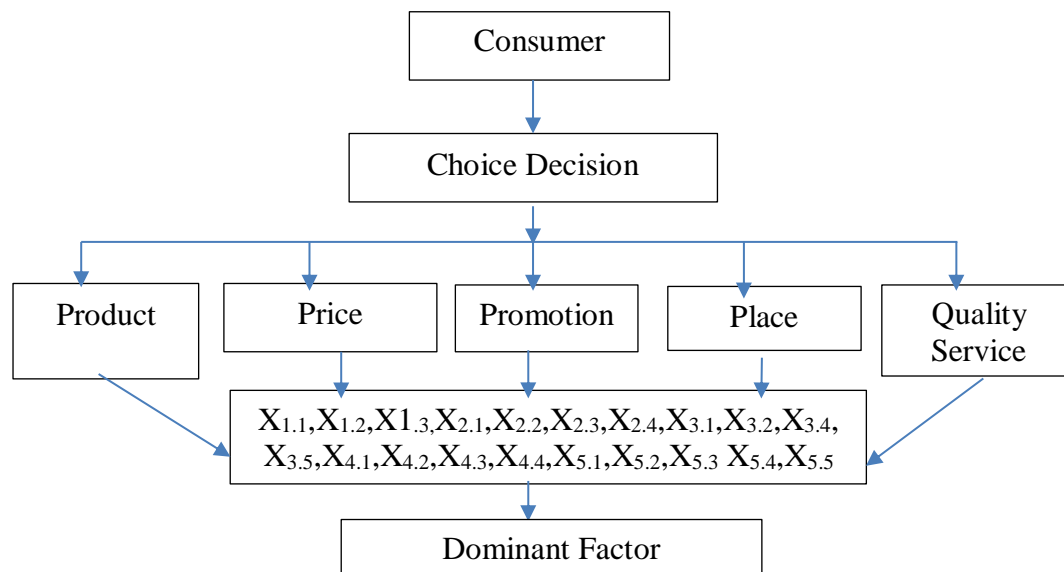 Consumer
Choice Decision
Product
Price
Promotion
Place
Quality
Service
X1.1,X1.2,X1.3,X2.1,X2.2,X2.3,X2.4,X3.1,X3.2,X3.4,
X3.5,X4.1,X4.2,X4.3,X4.4,X5.1,X5.2,X5.3 X5.4,X5.5
Dominant Factor